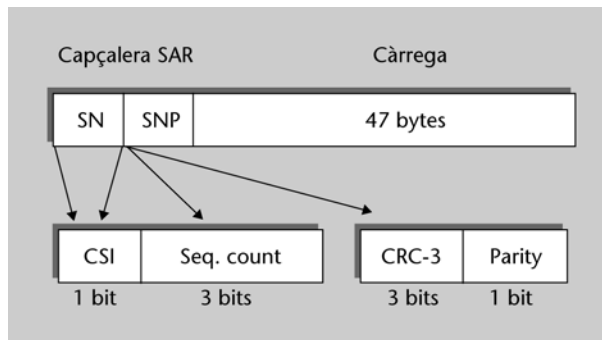 Capçalera SAR Càrrega
SN SNP 47 bytes
CSI Seq. count CRC-3 Parity
1 bit 3 bits 3 bits 1 bit